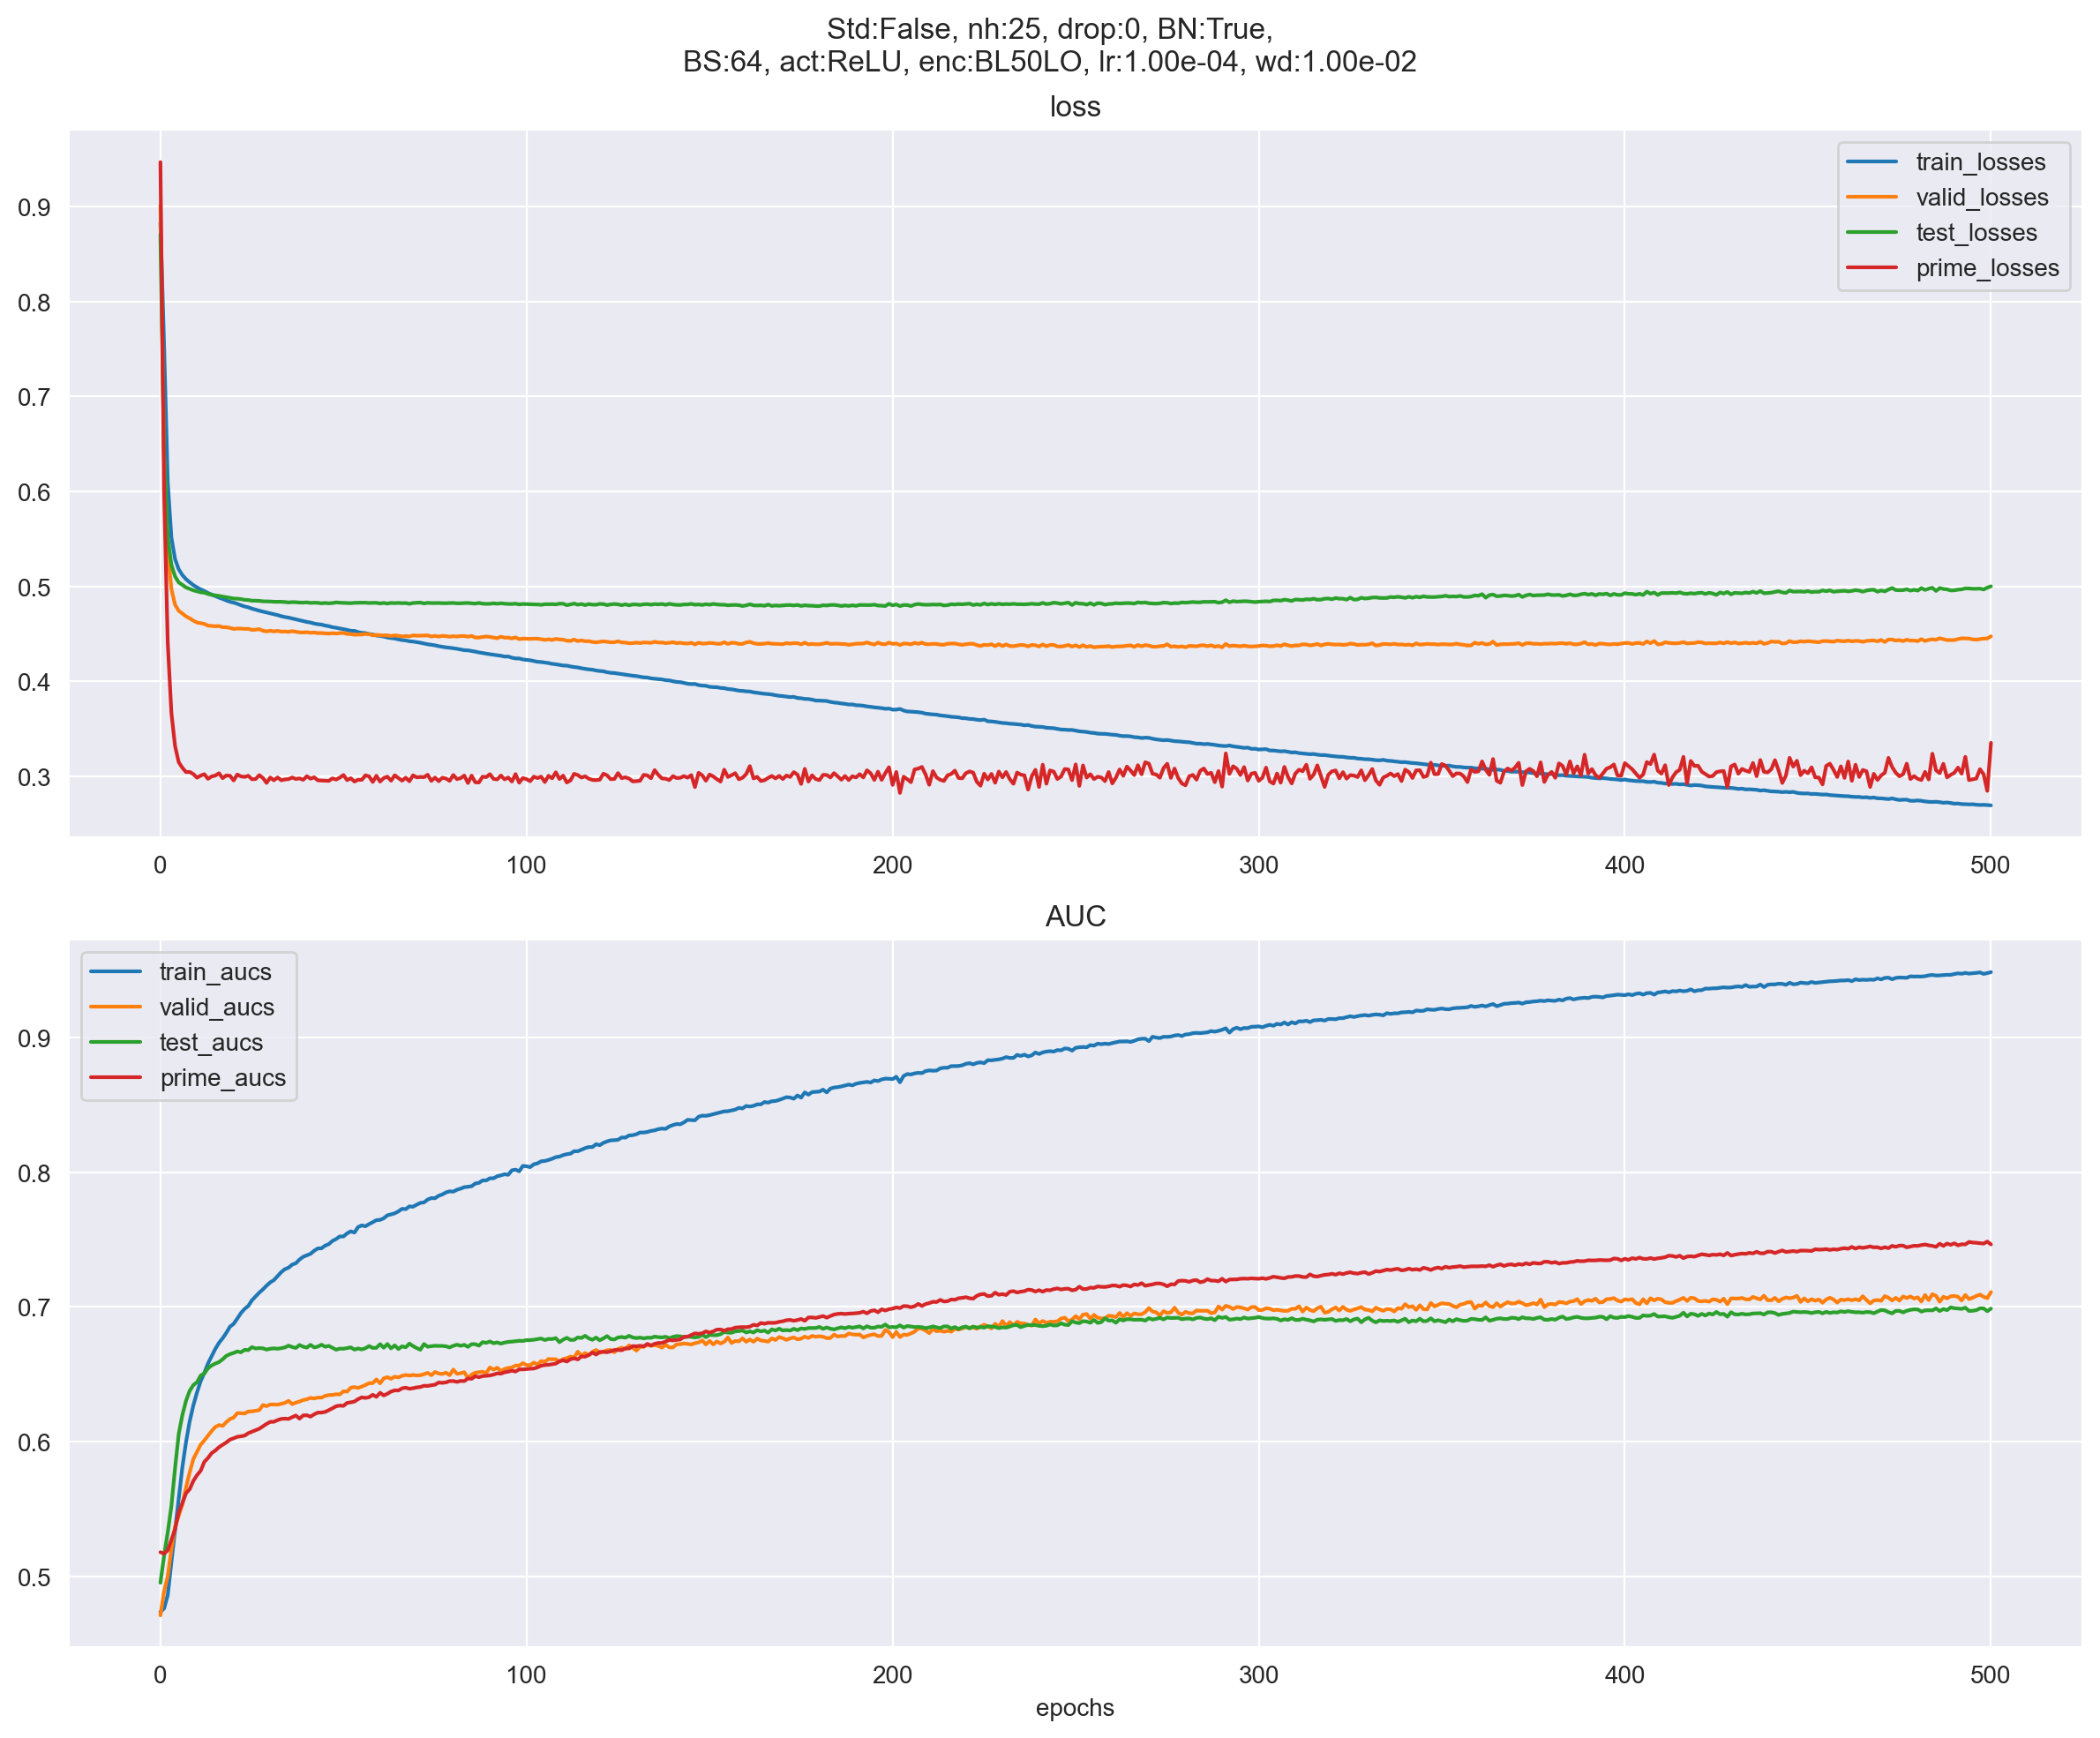 Std:False, nh:25, drop:0, BN:True,
BS:64, act:ReLU, enc:BL50LO, lr:1.00e-04, wd:1.00e-02
loss
train_losses
valid_losses
test_losses
prime_losses
0.9
0.8
0.7
0.6
0.5
0.4
0.3
0 100 200 300 400 500
AUC
train_aucs
valid_aucs
test_aucs
prime_aucs
0.9
0.8
0.7
0.6
0.5
0 100 200 300 400 500
epochs